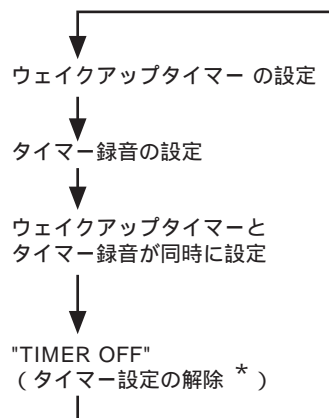 ウェイクアップタイマー の設定
タイマー録音の設定
ウェイクアップタイマーと
タイマー録音が同時に設定
"TIMER OFF"
(タイマー設定の解除 * )